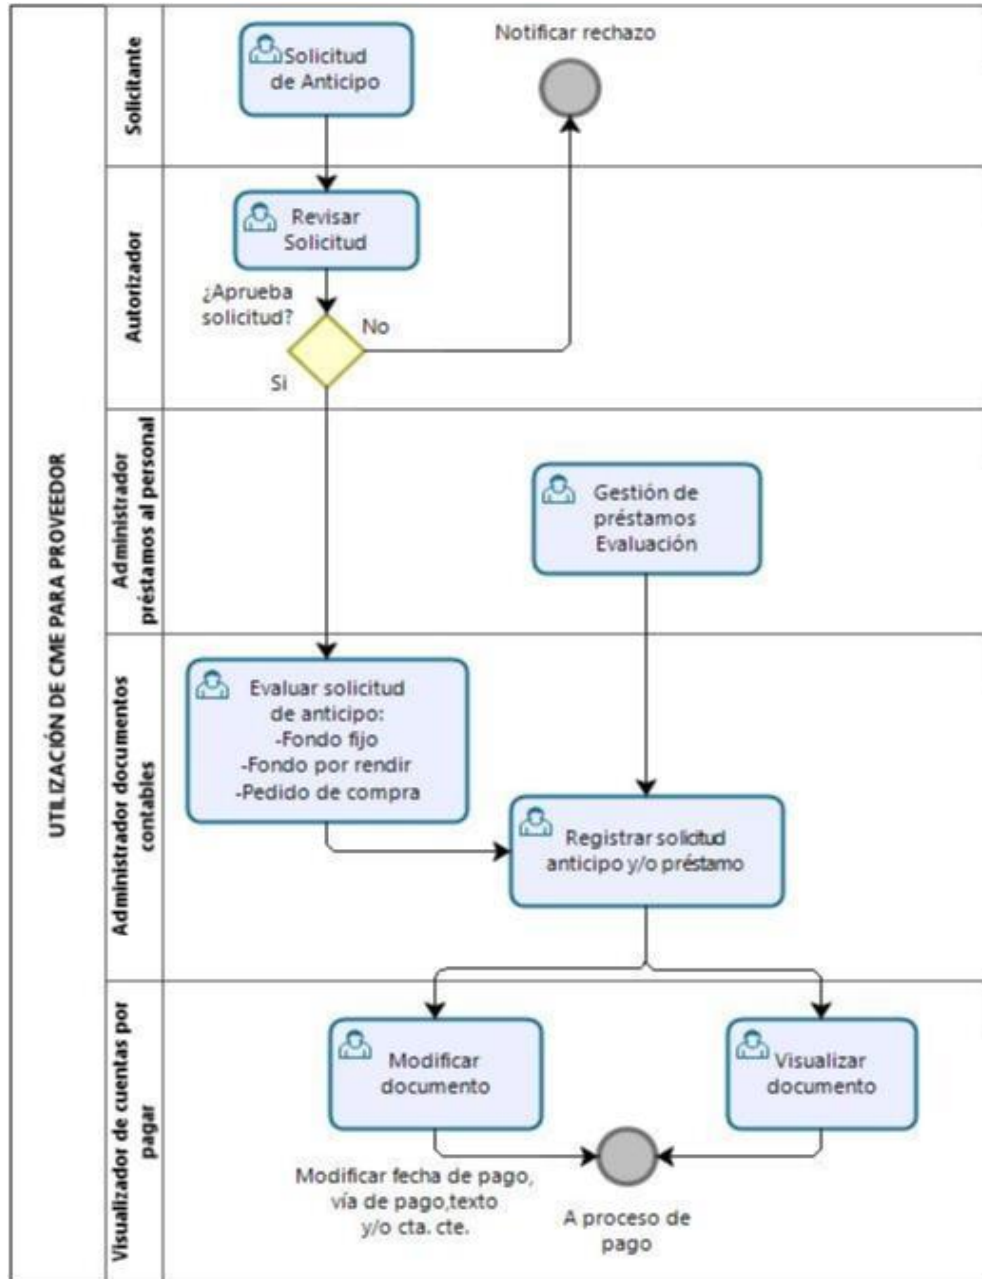 UTILIZACIÓN DE CME PARA PROVEEDOR
Solicitante
Solicitud
de Anticipo
Notificar rechazo
Autorizador
Revisar
Solicitud
¿Aprueba
solicitud?
No
Si
Administrador
préstamos al personal
Gestión de
préstamos
Evaluación
Administrador documentos
contables
Evaluar solicitud
de anticipo:
-Fondo fijo
-Fondo por rendir
-Pedido de compra
Registrar solicitud
anticipo y/o préstamo
Visualizador de cuentas por
pagar
Modificar
documento
Visualizar
documento
Modificar fecha de pago,
vía de pago,texto
y/o cta. cte.
A proceso de
pago